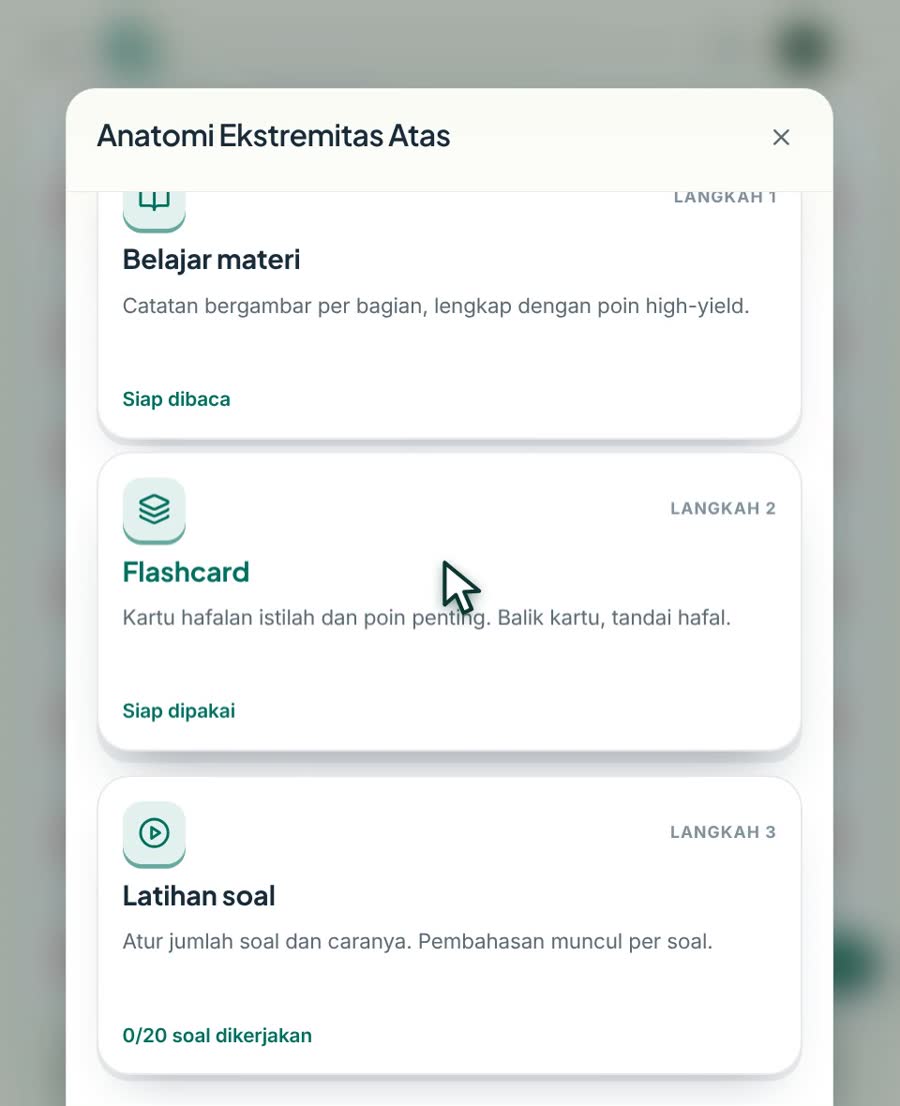 Anatomi Ekstremitas Atas
LANGKAH 1
Belajar materi
Catatan bergambar per bagian, lengkap dengan poin high-yield.
Siap dibaca
LANGKAH 2
Flashcard
Kartu hafalan istilah dan poin penting. Balik kartu, tandai hafal.
Siap dipakai
LANGKAH 3
Latihan soal
Atur jumlah soal dan caranya. Pembahasan muncul per soal.
0/20 soal dikerjakan